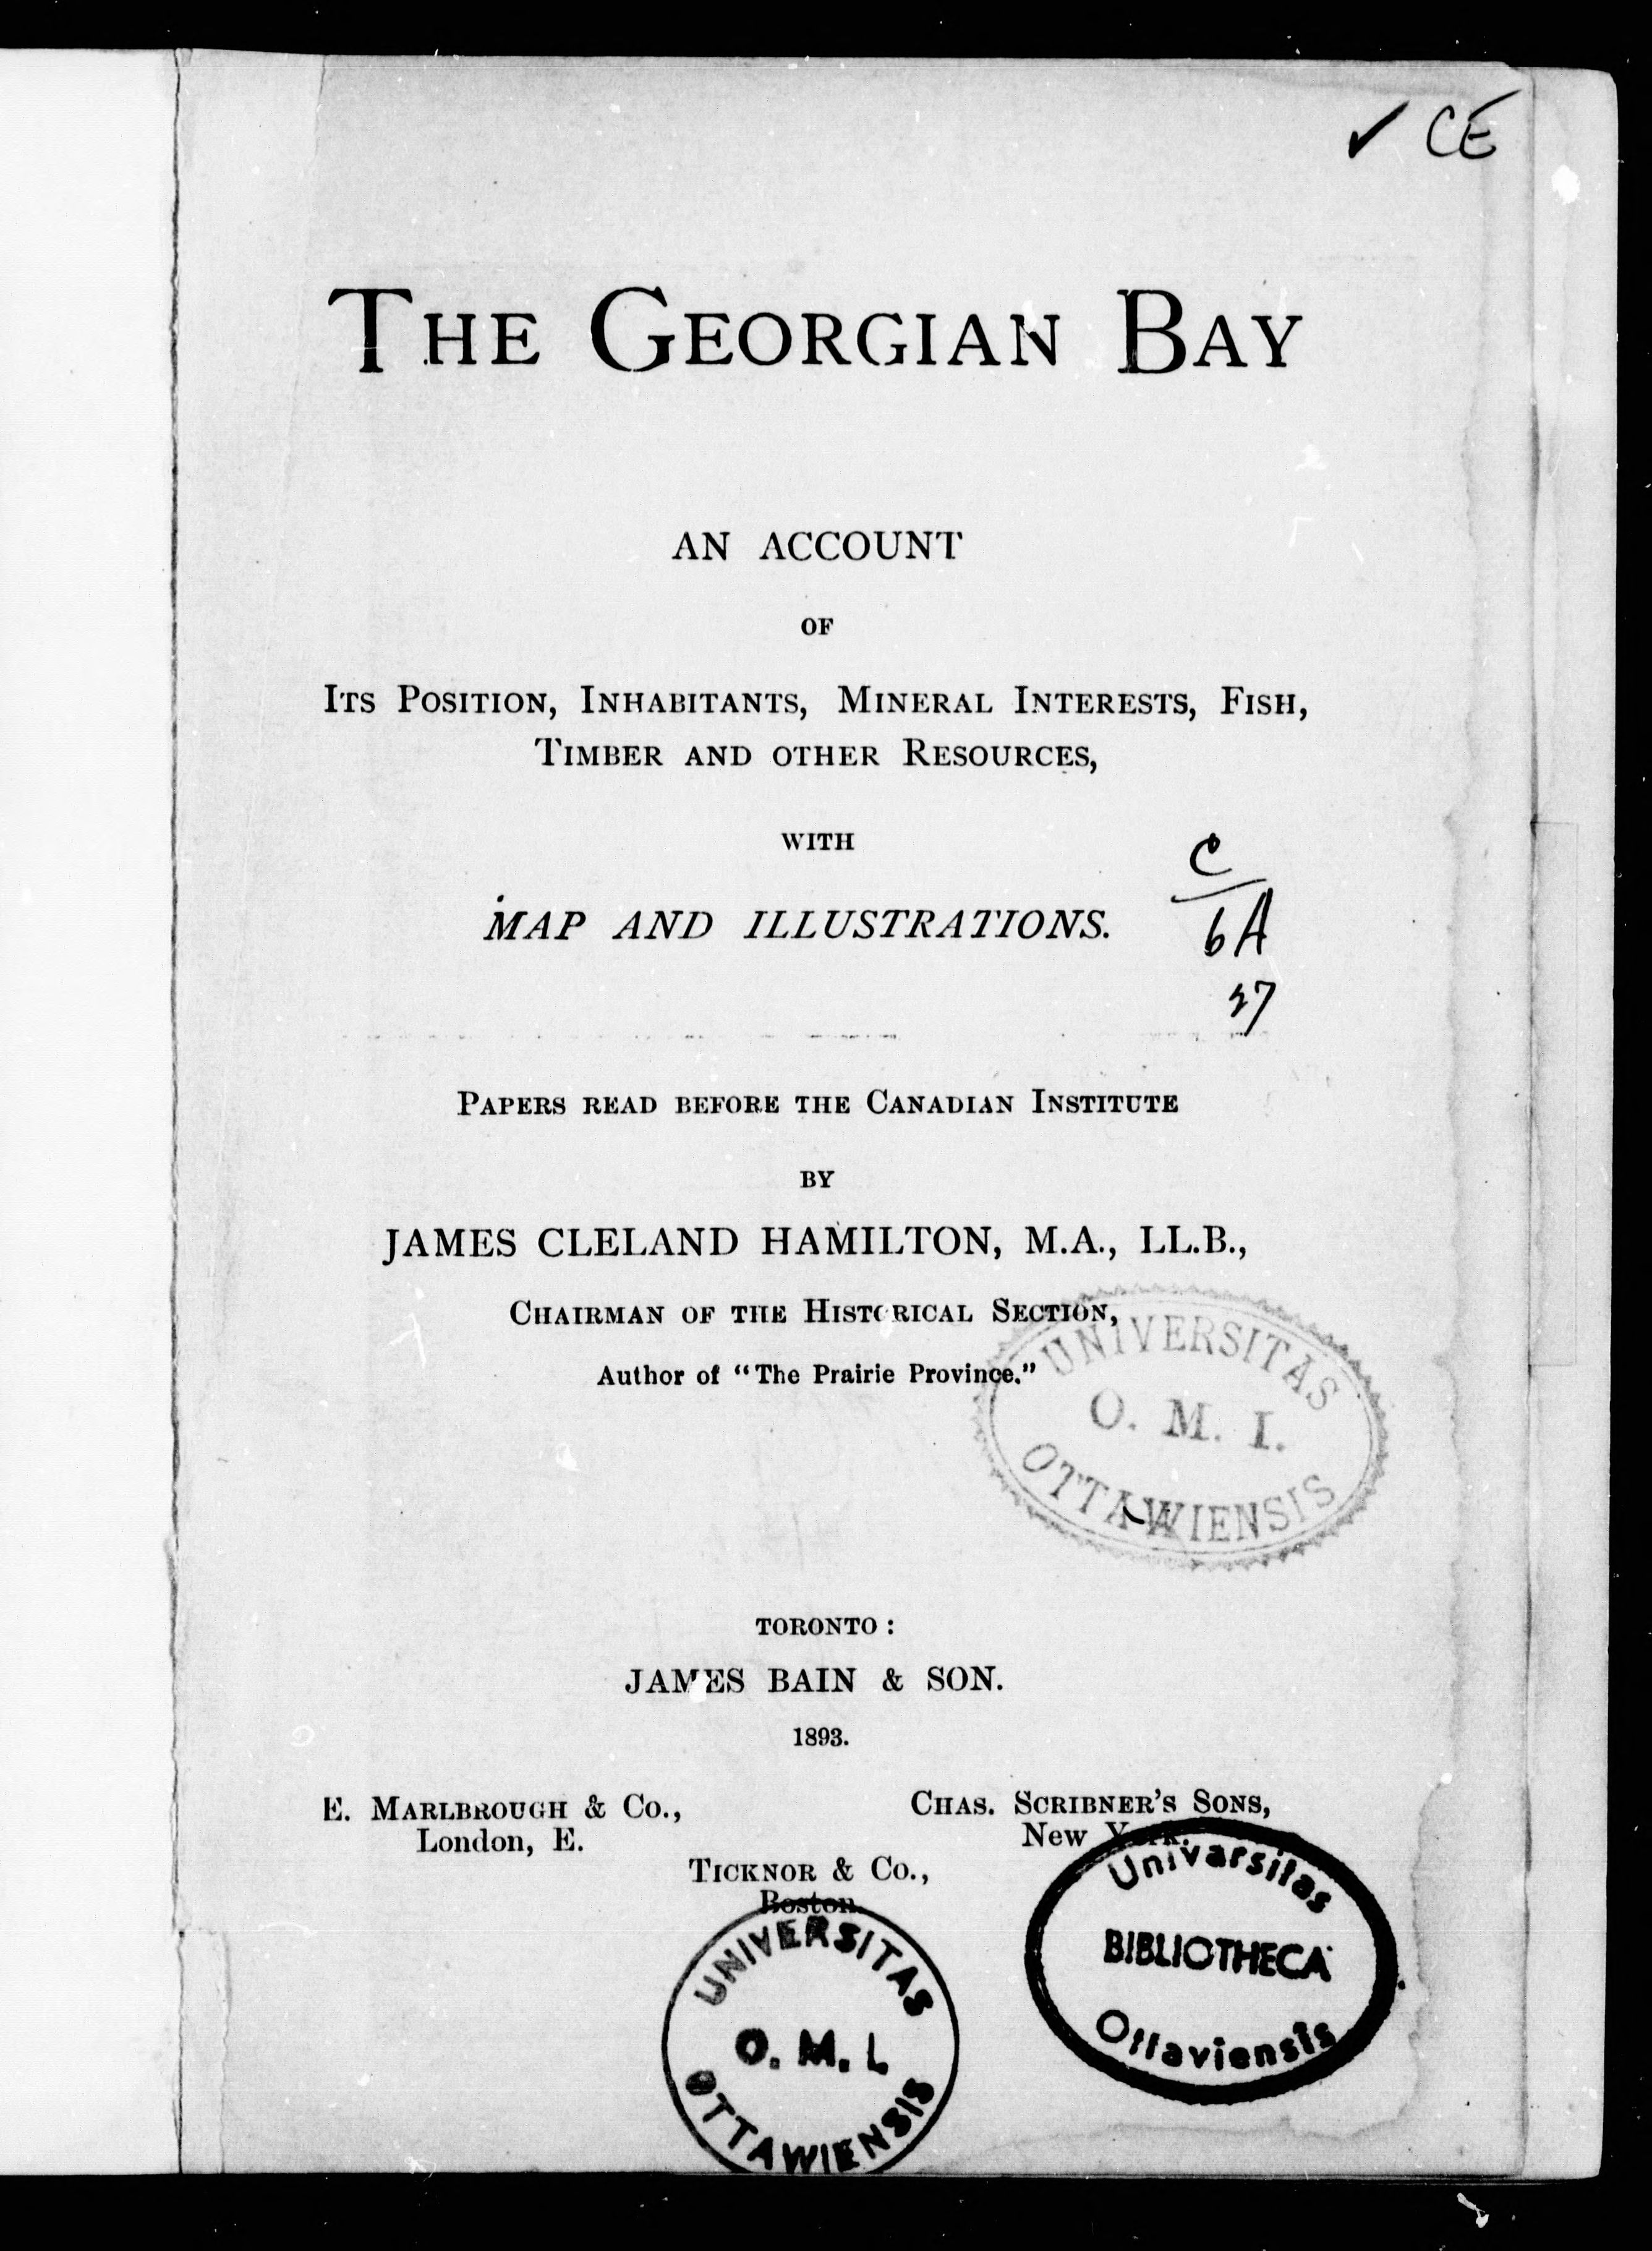 ✓ CE
THE GEORGIAN BAY
AN ACCOUNT
OF
ITS POSITION, INHABITANTS, MINERAL INTERESTS, FISH,
TIMBER AND OTHER RESOURCES,
WITH
MAP AND ILLUSTRATIONS.
C
6A
27
PAPERS READ BEFORE THE CANADIAN INSTITUTE
BY
JAMES CLELAND HAMILTON, M.A., LL.B.,
CHAIRMAN OF THE HISTORICAL SECTION,
Author of "The Prairie Province."
UNIVERSITAS
O. M. I.
OTTAWIENSIS
TORONTO:
JAMES BAIN & SON.
1893.
E. MARLBROUGH & CO.,
London, E.
CHAS. SCRIBNER'S SONS,
New York.
TICKNOR & CO.,
Boston.
UNIVERSITAS
O. M. I.
OTTAWIENSIS
Universitas
BIBLIOTHECA
Ottaviensis